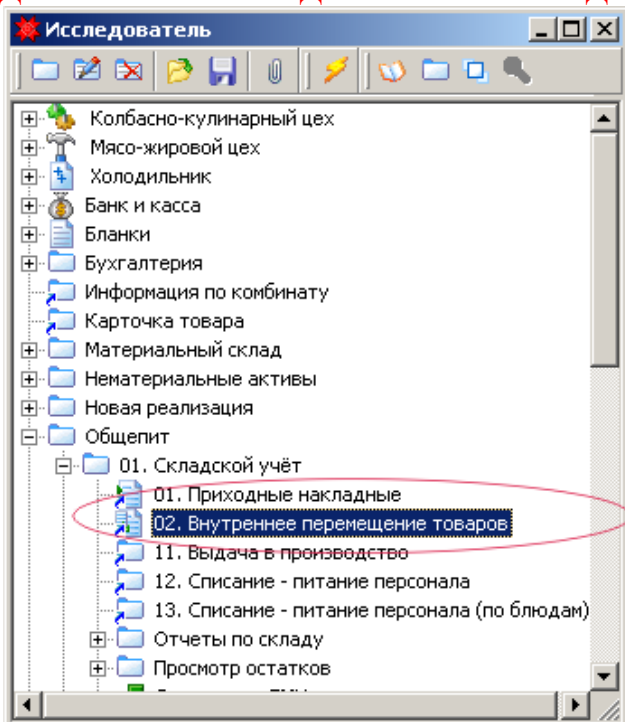 Исследователь
Колбасно-кулинарный цех
Мясо-жировой цех
Холодильник
Банк и касса
Бланки
Бухгалтерия
Информация по комбинату
Карточка товара
Материальный склад
Нематериальные активы
Новая реализация
Общепит
01. Складской учёт
01. Приходные накладные
02. Внутреннее перемещение товаров
11. Выдача в производство
12. Списание - питание персонала
13. Списание - питание персонала (по блюдам)
Отчеты по складу
Просмотр остатков